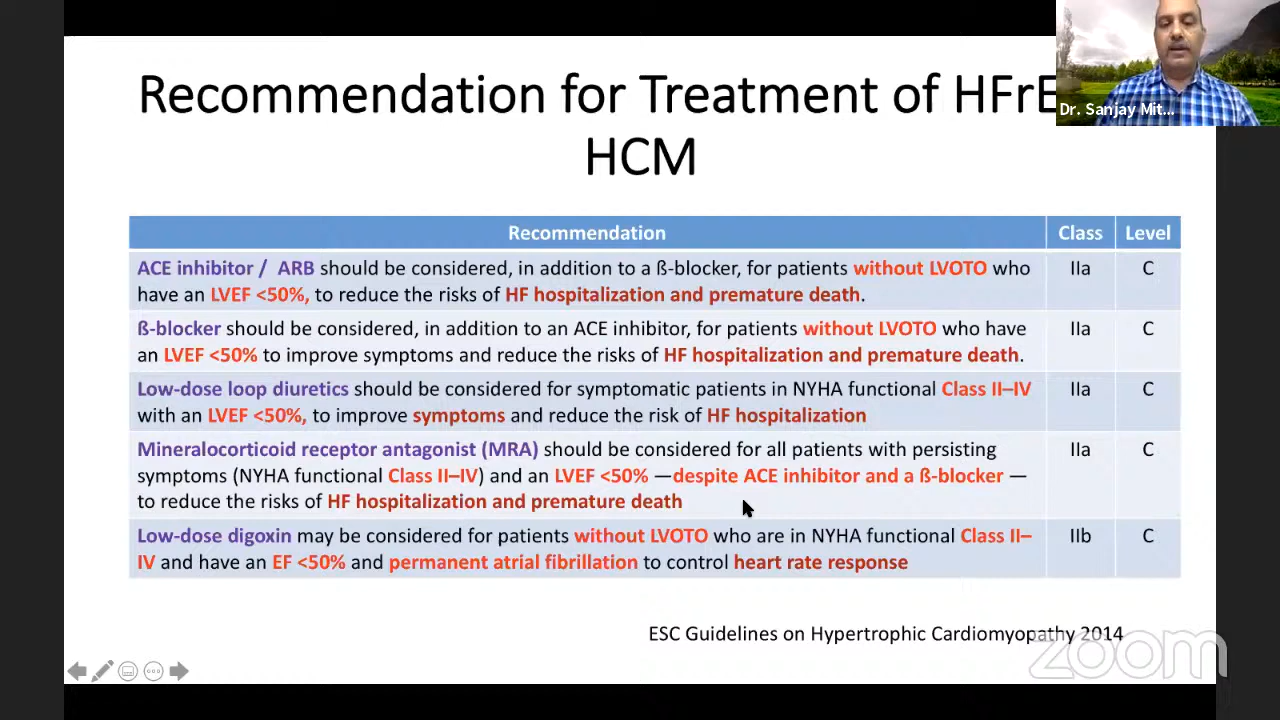 Recommendation for Treatment of HFrE
HCM
Dr. Sanjay Mit...
Recommendation Class Level
ACE inhibitor / ARB should be considered, in addition to a ß-blocker, for patients without LVOTO who IIa C
have an LVEF <50%, to reduce the risks of HF hospitalization and premature death.
ß-blocker should be considered, in addition to an ACE inhibitor, for patients without LVOTO who have IIa C
an LVEF <50% to improve symptoms and reduce the risks of HF hospitalization and premature death.
Low-dose loop diuretics should be considered for symptomatic patients in NYHA functional Class II–IV IIa C
with an LVEF <50%, to improve symptoms and reduce the risk of HF hospitalization
Mineralocorticoid receptor antagonist (MRA) should be considered for all patients with persisting IIa C
symptoms (NYHA functional Class II–IV) and an LVEF <50% —despite ACE inhibitor and a ß-blocker —
to reduce the risks of HF hospitalization and premature death
Low-dose digoxin may be considered for patients without LVOTO who are in NYHA functional Class II– IIb C
IV and have an EF <50% and permanent atrial fibrillation to control heart rate response
ESC Guidelines on Hypertrophic Cardiomyopathy 2014
zoom